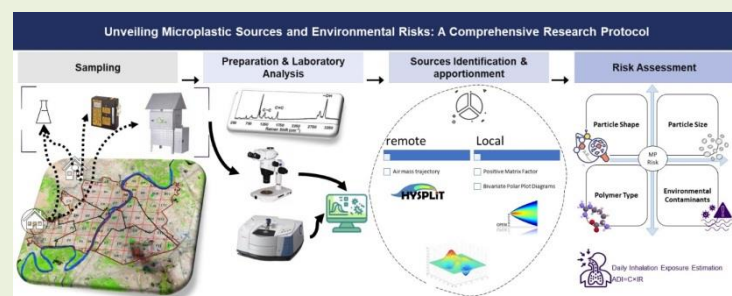 Unveiling Microplastic Sources and Environmental Risks: A Comprehensive Research Protocol
Sampling
Preparation & Laboratory
Analysis
Sources Identification &
apportionment
Risk Assessment
remote
Local
Air mass trajectory
Positive Matrix Factor
Bivariate Polar Plot Diagrams
HYSPLIT
Particle Shape
Particle Size
MP
Risk
Polymer Type
Environmental
Contaminants
Daily Inhalation Exposure Estimation
ADI=C×IR